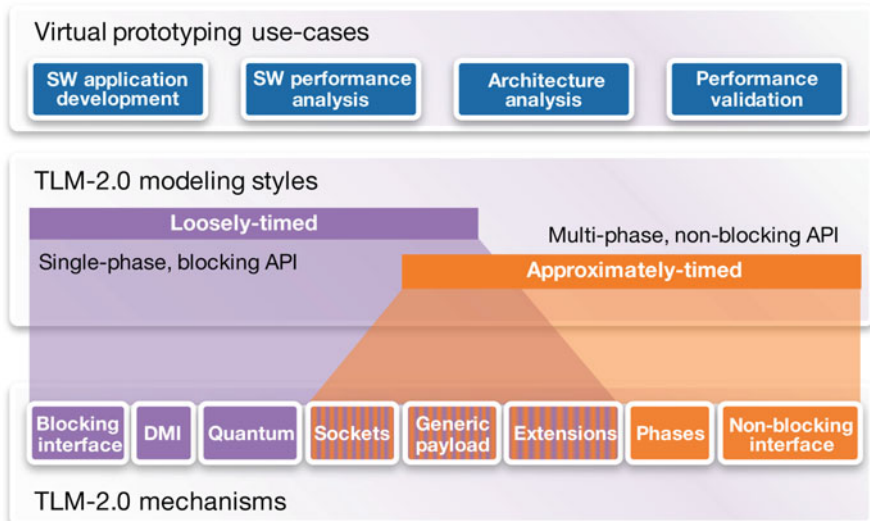 Virtual prototyping use-cases
SW application
development
SW performance
analysis
Architecture
analysis
Performance
validation
TLM-2.0 modeling styles
Loosely-timed
Multi-phase, non-blocking API
Single-phase, blocking API
Approximately-timed
Blocking
interface
DMI
Quantum
Sockets
Generic
payload
Extensions
Phases
Non-blocking
interface
TLM-2.0 mechanisms